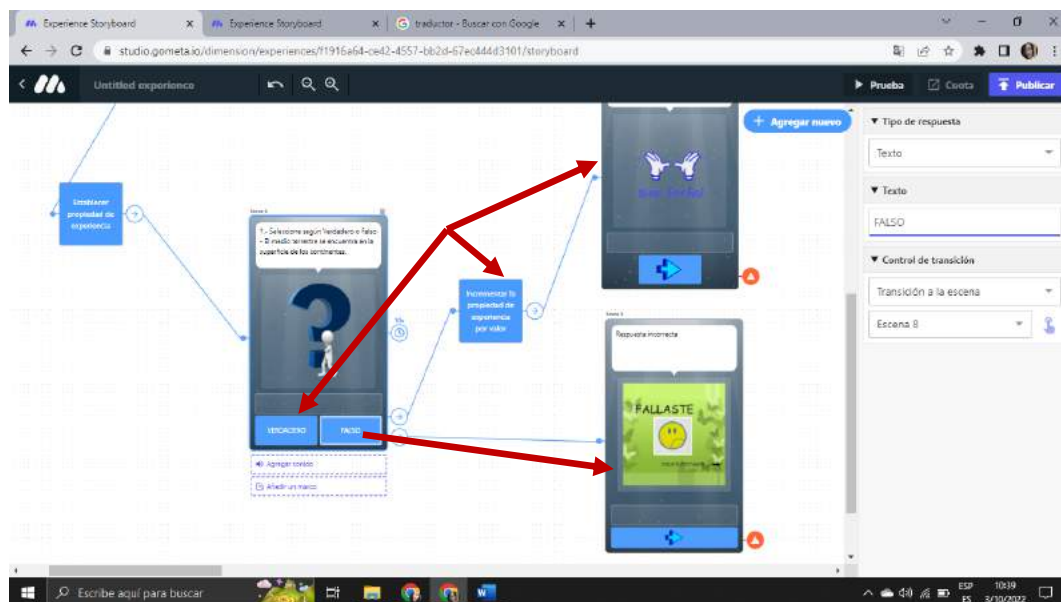 Experience Storyboard
Experience Storyboard
traductor - Buscar con Google
studio.gometa.io/dimension/experiences/f1916a64-ce42-4557-bb2d-67ec444d3101/storyboard
Untitled experience
Prueba
Cuota
Publicar
Agregar nuevo
Establecer
propiedad de
experiencia
1.- Seleccione según Verdadero o Falso
- El medio terrestre se encuentra en la
superficie de los continentes.
VERDADERO
FALSO
Agregar sonido
Añadir un marco
Incrementar la
propiedad de
experiencia
por valor
Respuesta incorrecta
FALLASTE
Tipo de respuesta
Texto
Texto
FALSO
Control de transición
Transición a la escena
Escena 8
Escribe aquí para buscar
ESP
10:39
ES
3/10/2022